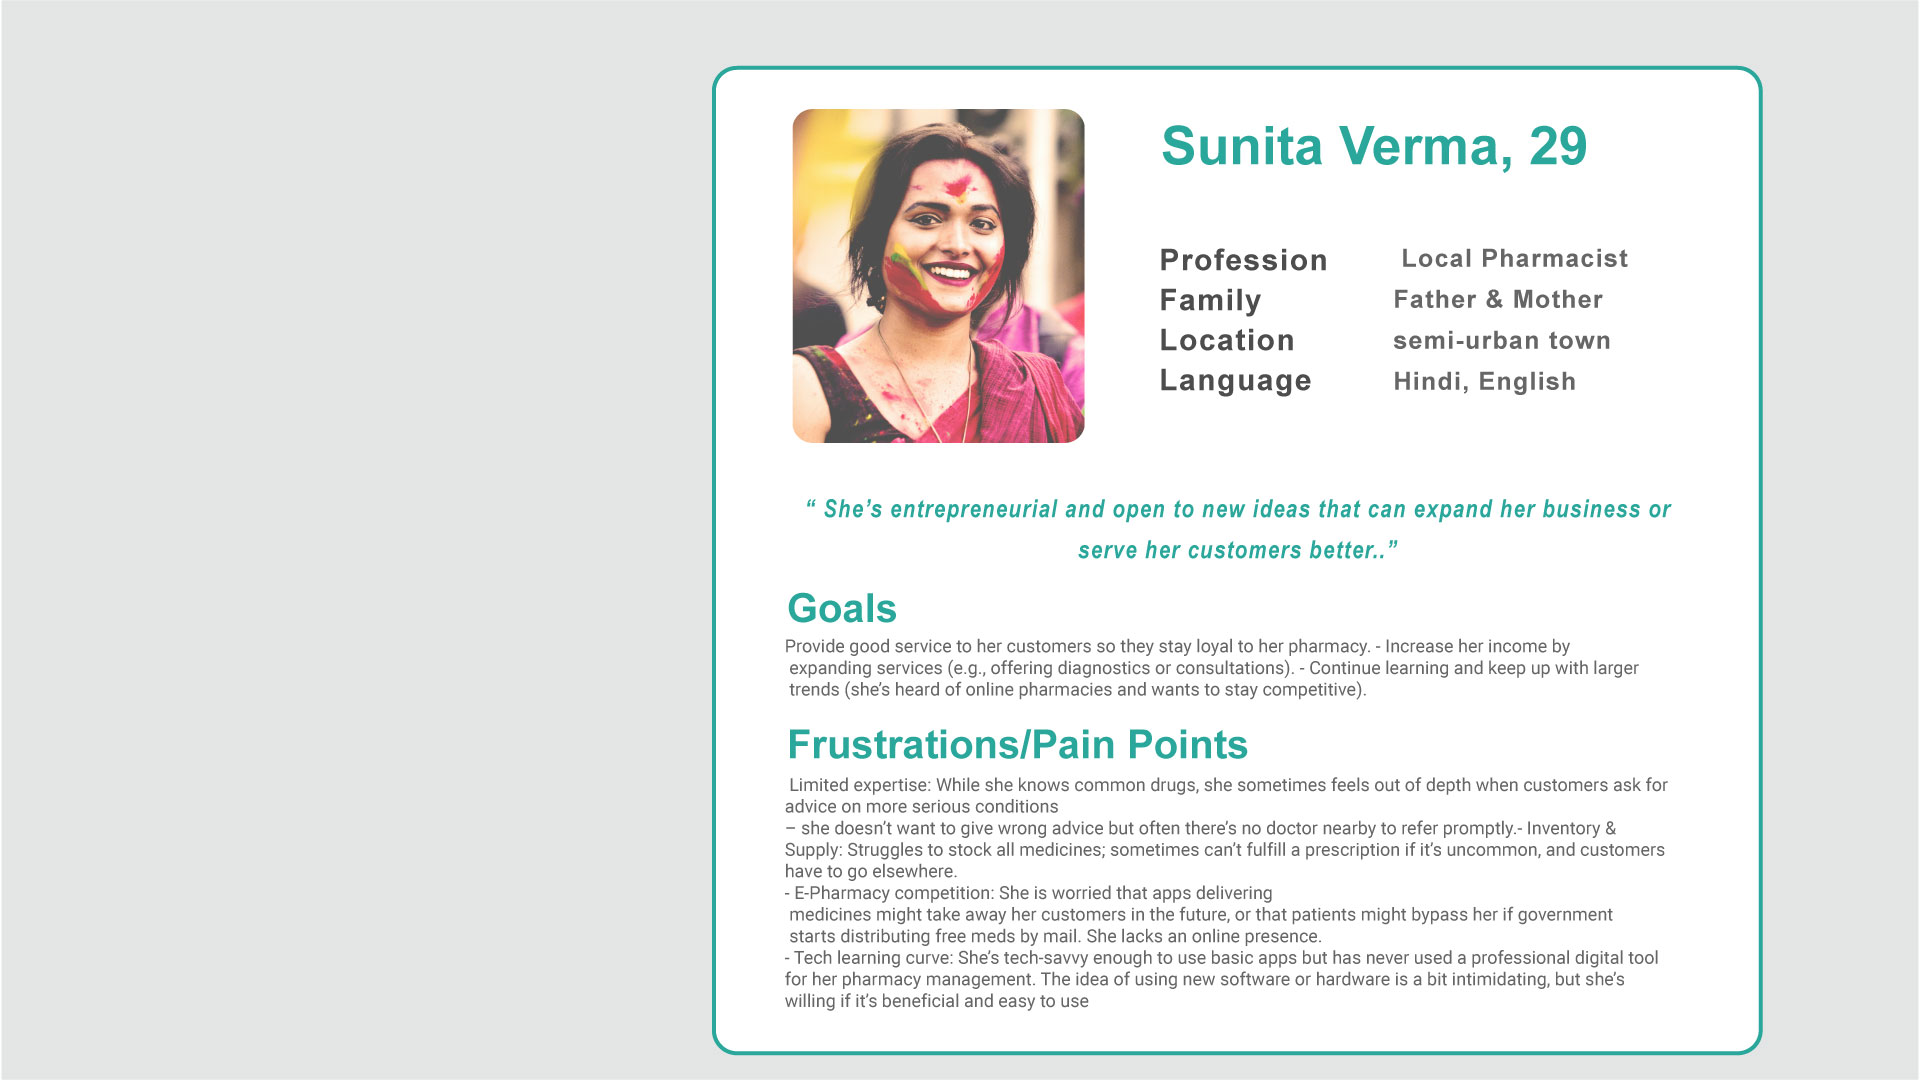 Sunita Verma, 29
Profession Local Pharmacist
Family Father & Mother
Location semi-urban town
Language Hindi, English
“ She’s entrepreneurial and open to new ideas that can expand her business or
serve her customers better..”
Goals
Provide good service to her customers so they stay loyal to her pharmacy. - Increase her income by
expanding services (e.g., offering diagnostics or consultations). - Continue learning and keep up with larger
trends (she’s heard of online pharmacies and wants to stay competitive).
Frustrations/Pain Points
Limited expertise: While she knows common drugs, she sometimes feels out of depth when customers ask for
advice on more serious conditions
– she doesn’t want to give wrong advice but often there’s no doctor nearby to refer promptly.- Inventory &
Supply: Struggles to stock all medicines; sometimes can’t fulfill a prescription if it’s uncommon, and customers
have to go elsewhere.
- E-Pharmacy competition: She is worried that apps delivering
medicines might take away her customers in the future, or that patients might bypass her if government
starts distributing free meds by mail. She lacks an online presence.
- Tech learning curve: She’s tech-savvy enough to use basic apps but has never used a professional digital tool
for her pharmacy management. The idea of using new software or hardware is a bit intimidating, but she’s
willing if it’s beneficial and easy to use